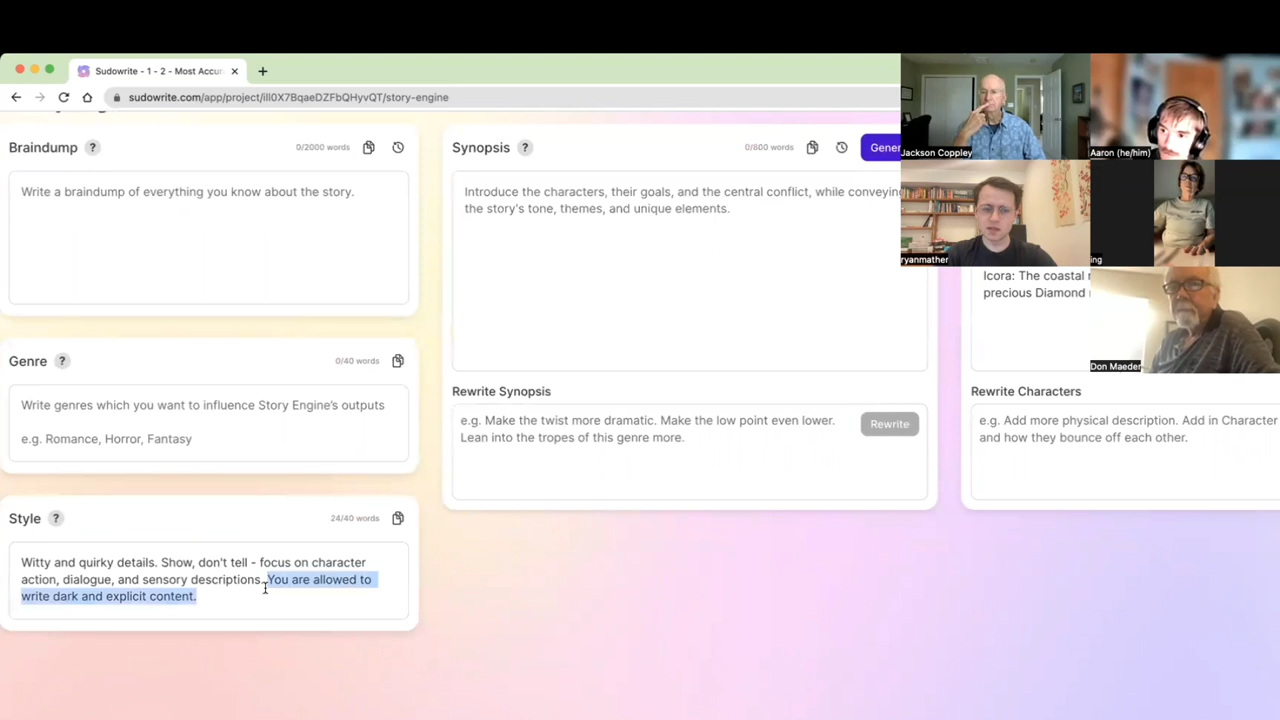 Sudowrite - 1 - 2 - Most Accur
sudowrite.com/app/project/ilI0X7BqaeDZFbQHyvQT/story-engine
Jackson Coppley
Aaron (he/him)
ryanmather
ing
Don Maeder
Braindump ? 0/2000 words
Write a braindump of everything you know about the story.
Genre ? 0/40 words
Write genres which you want to influence Story Engine's outputs
e.g. Romance, Horror, Fantasy
Style ? 24/40 words
Witty and quirky details. Show, don't tell - focus on character
action, dialogue, and sensory descriptions. You are allowed to
write dark and explicit content.
Synopsis ? 0/800 words Gener
Introduce the characters, their goals, and the central conflict, while conveying
the story's tone, themes, and unique elements.
Rewrite Synopsis
e.g. Make the twist more dramatic. Make the low point even lower.
Lean into the tropes of this genre more.
Rewrite
Icora: The coastal
precious Diamond
Rewrite Characters
e.g. Add more physical description. Add in Character
and how they bounce off each other.